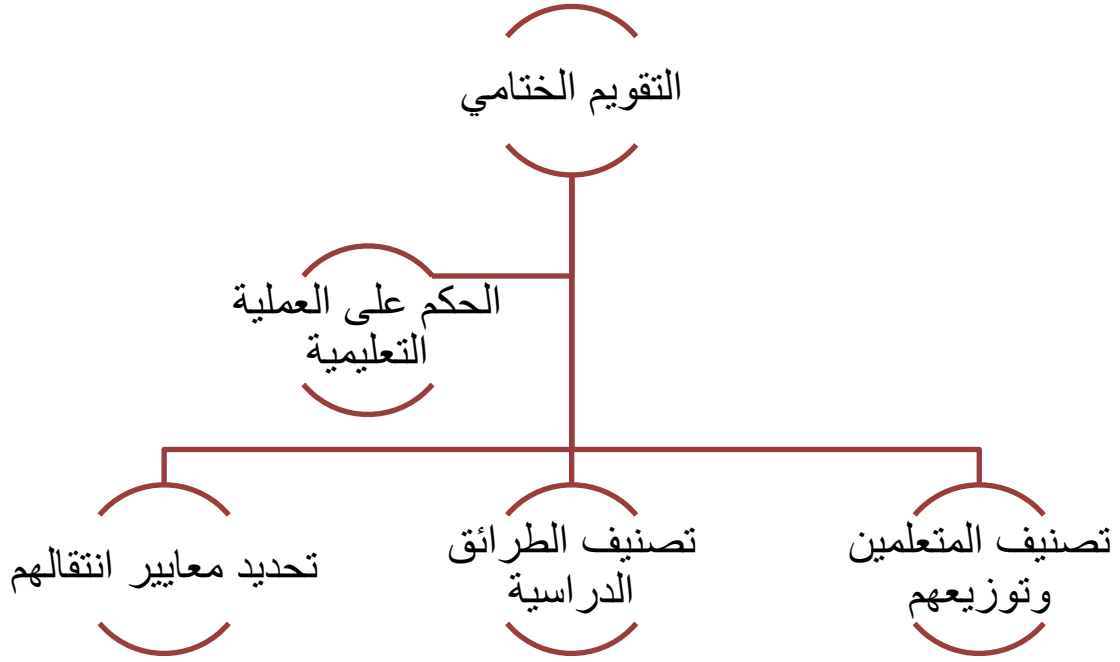 التقويم الختامي
الحكم على العملية
التعليمية
تصنيف المتعلمين
وتوزيعهم
تصنيف الطرائق
الدراسية
تحديد معايير انتقالهم